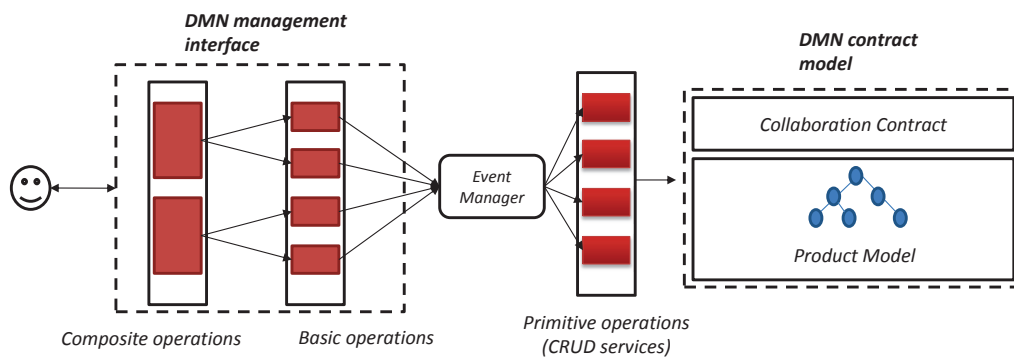 DMN management
interface
DMN contract
model
Collaboration Contract
Event
Manager
Product Model
Composite operations
Basic operations
Primitive operations
(CRUD services)